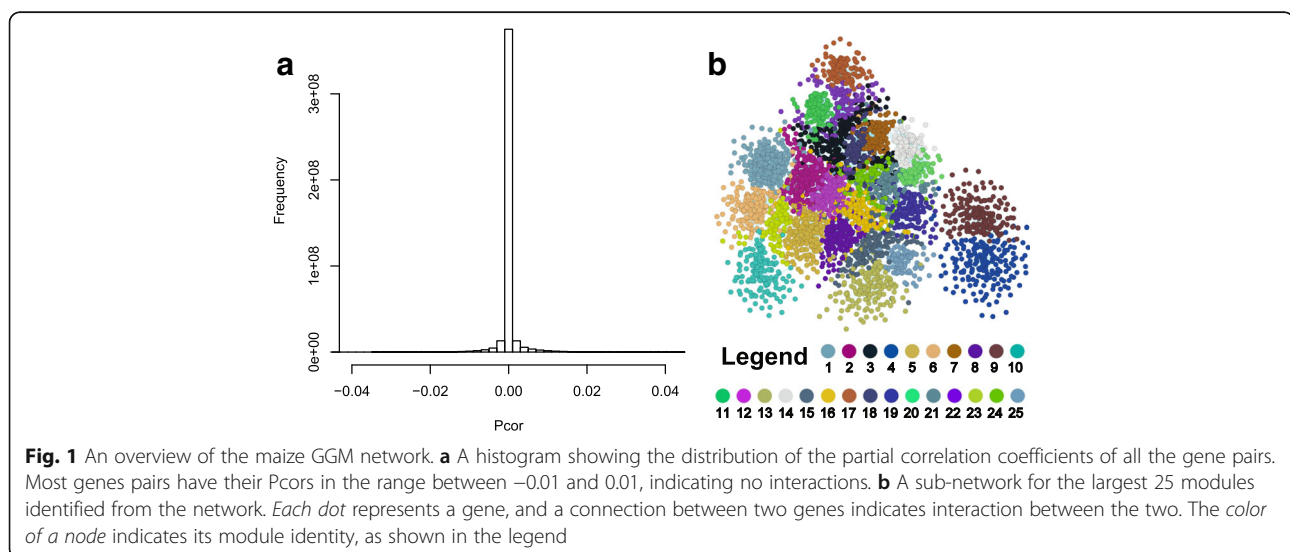 a
b
3e+08
2e+08
1e+08
0e+00
Frequency
−0.04 −0.02 0.00 0.02 0.04
Pcor
Legend
1 2 3 4 5 6 7 8 9 10
11 12 13 14 15 16 17 18 19 20 21 22 23 24 25
Fig. 1 An overview of the maize GGM network. a A histogram showing the distribution of the partial correlation coefficients of all the gene pairs.
Most genes pairs have their Pcors in the range between −0.01 and 0.01, indicating no interactions. b A sub-network for the largest 25 modules
identified from the network. Each dot represents a gene, and a connection between two genes indicates interaction between the two. The color
of a node indicates its module identity, as shown in the legend